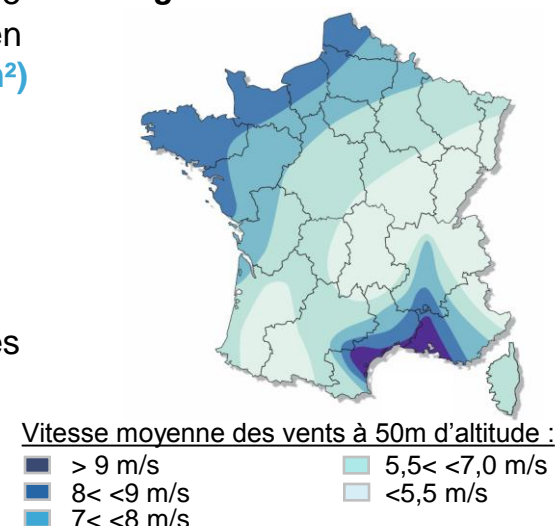 en
²)
Vitesse moyenne des vents à 50m d’altitude :
> 9 m/s
8< <9 m/s
7< <8 m/s
5,5< <7,0 m/s
<5,5 m/s